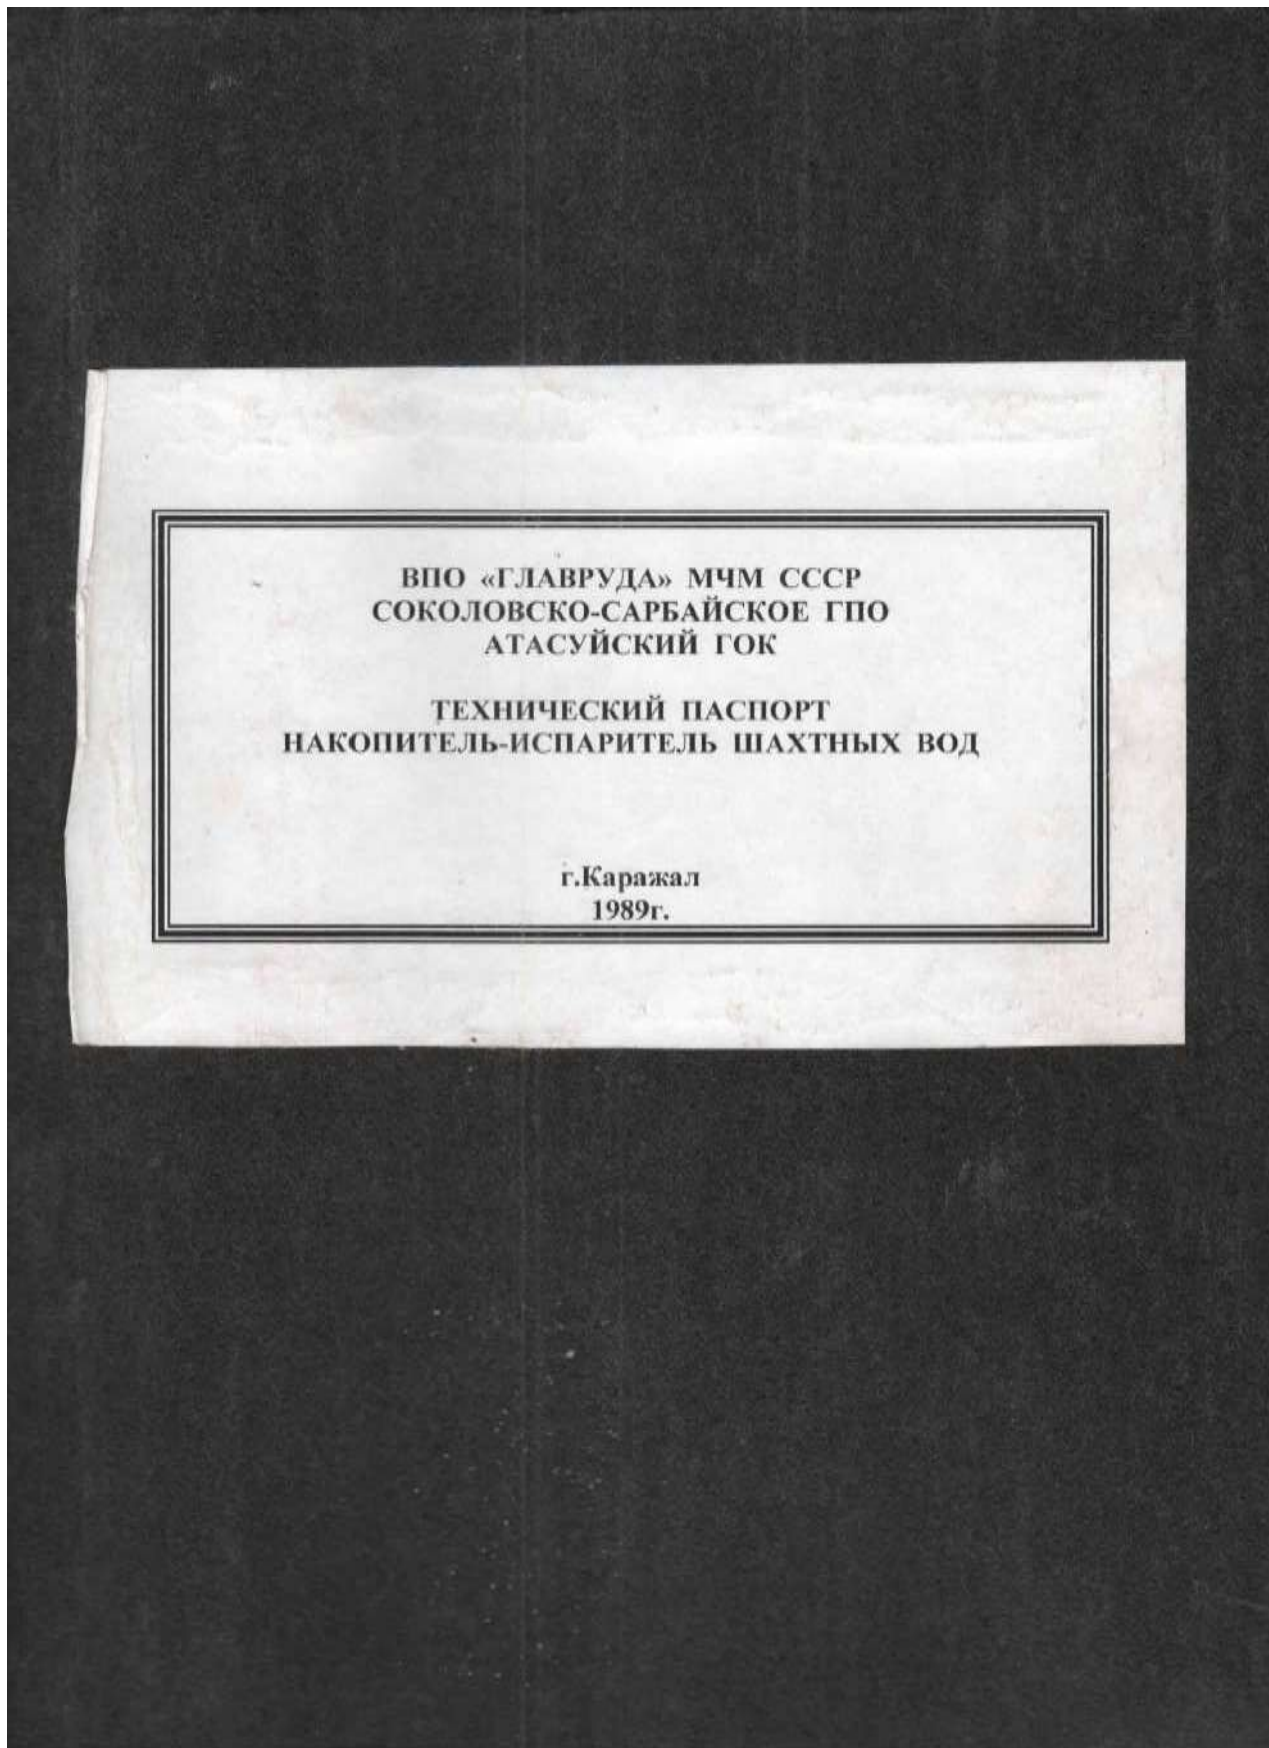 ВПО «ГЛАВРУДА» МЧМ СССР
СОКОЛОВСКО-САРБАЙСКОЕ ГПО
АТАСУЙСКИЙ ГОК
ТЕХНИЧЕСКИЙ ПАСПОРТ
НАКОПИТЕЛЬ-ИСПАРИТЕЛЬ ШАХТНЫХ ВОД
г.Каражал
1989г.